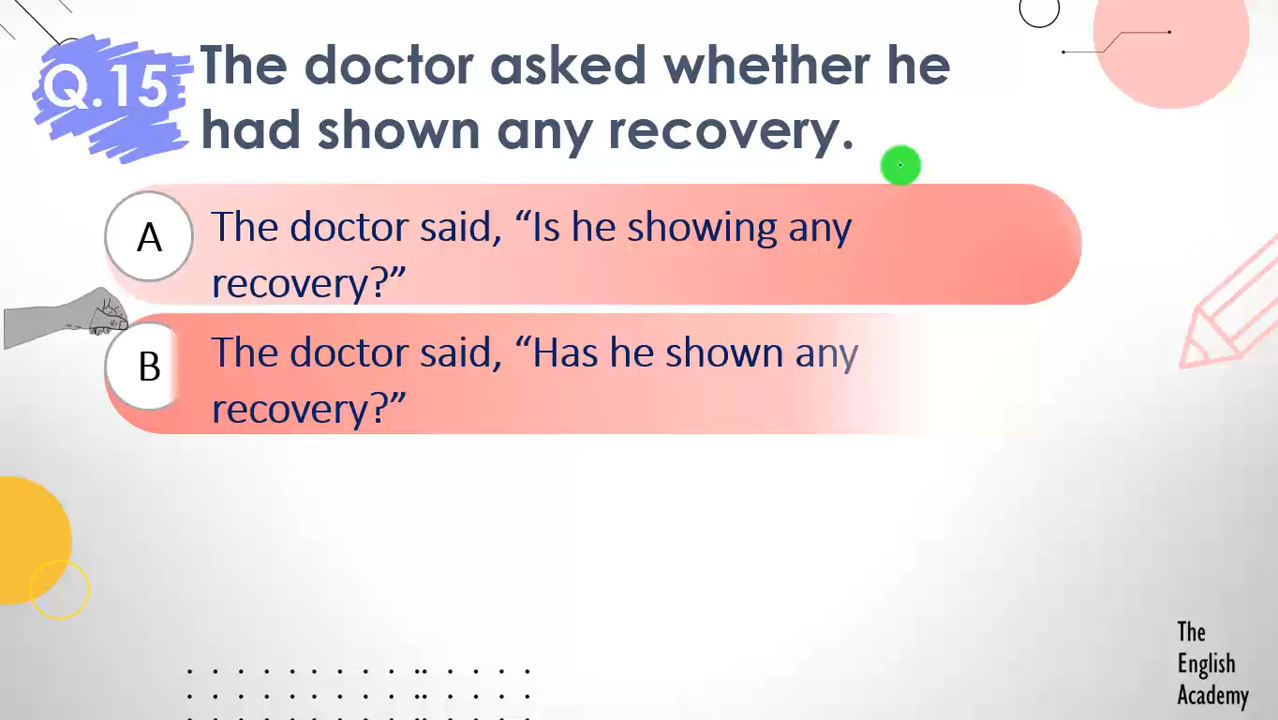 Q.15
The doctor asked whether he
had shown any recovery.
A
The doctor said, “Is he showing any
recovery?”
B
The doctor said, “Has he shown any
recovery?”
The
English
Academy